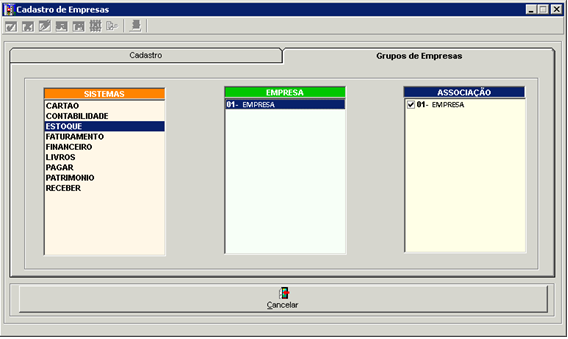 Cadastro de Empresas
Cadastro
Grupos de Empresas
SISTEMAS
CARTAO
CONTABILIDADE
ESTOQUE
FATURAMENTO
FINANCEIRO
LIVROS
PAGAR
PATRIMONIO
RECEBER
EMPRESA
01- EMPRESA
ASSOCIAÇÃO
01- EMPRESA
Cancelar